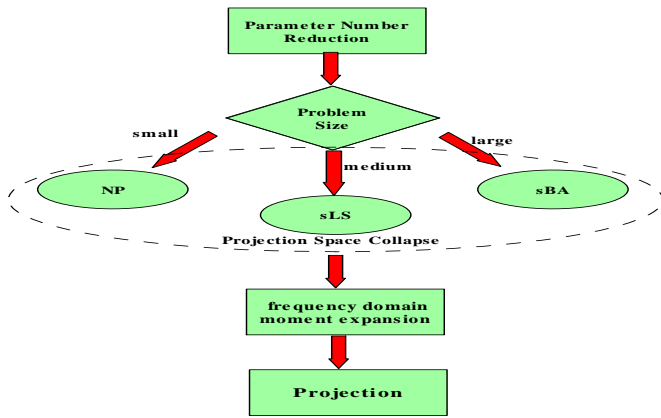 Parameter Number
Reduction
Problem
Size
small
large
medium
NP
sBA
sLS
Projection Space Collapse
frequency domain
moment expansion
Projection